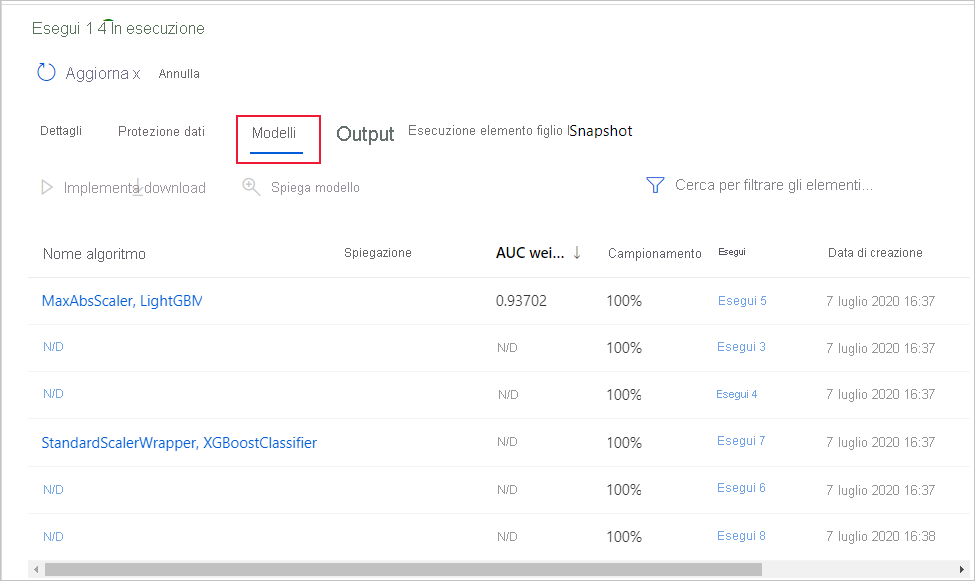 Esegui 1 4 In esecuzione
Aggiorna x Annulla
Dettagli Protezione dati Modelli Output Esecuzione elemento figlio Snapshot
Implementa download Spiega modello Cerca per filtrare gli elementi...
Nome algoritmo Spiegazione AUC wei... ↓ Campionamento Esegui Data di creazione
MaxAbsScaler, LightGBM 0.93702 100% Esegui 5 7 luglio 2020 16:37
N/D N/D 100% Esegui 3 7 luglio 2020 16:37
N/D N/D 100% Esegui 4 7 luglio 2020 16:37
StandardScalerWrapper, XGBoostClassifier N/D 100% Esegui 7 7 luglio 2020 16:37
N/D N/D 100% Esegui 6 7 luglio 2020 16:37
N/D N/D 100% Esegui 8 7 luglio 2020 16:38